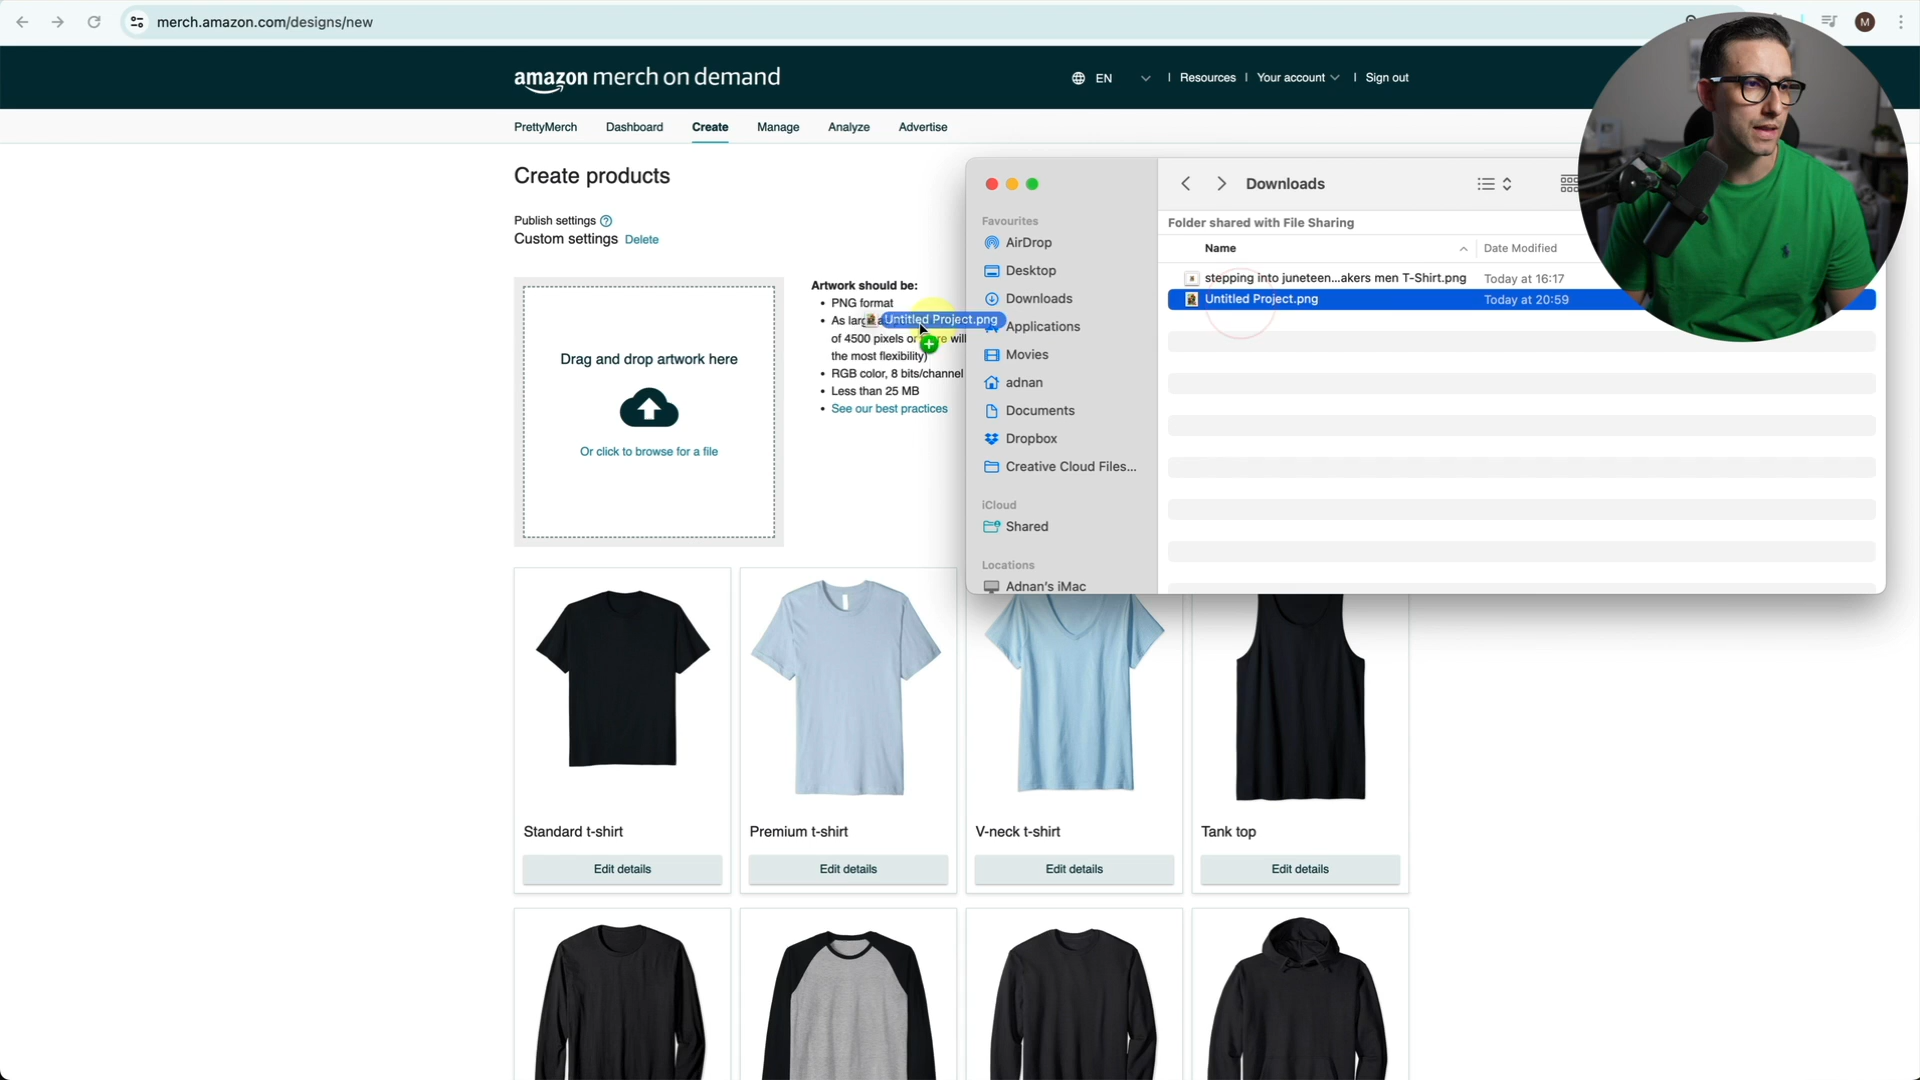 merch.amazon.com/designs/new
M
amazon merch on demand
EN
Resources
Your account
Sign out
PrettyMerch
Dashboard
Create
Manage
Analyze
Advertise
Create products
Publish settings
Custom settings Delete
Drag and drop artwork here
Or click to browse for a file
Artwork should be:
• PNG format
• As larg
of 4500 pixels or will
the most flexibility)
• RGB color, 8 bits/channel
• Less than 25 MB
• See our best practices
Untitled Project.png
Favourites
AirDrop
Desktop
Downloads
Applications
Movies
adnan
Documents
Dropbox
Creative Cloud Files...
iCloud
Shared
Locations
Adnan's iMac
Downloads
Folder shared with File Sharing
Name
Date Modified
stepping into juneteen...akers men T-Shirt.png Today at 16:17
Untitled Project.png Today at 20:59
Standard t-shirt
Edit details
Premium t-shirt
Edit details
V-neck t-shirt
Edit details
Tank top
Edit details